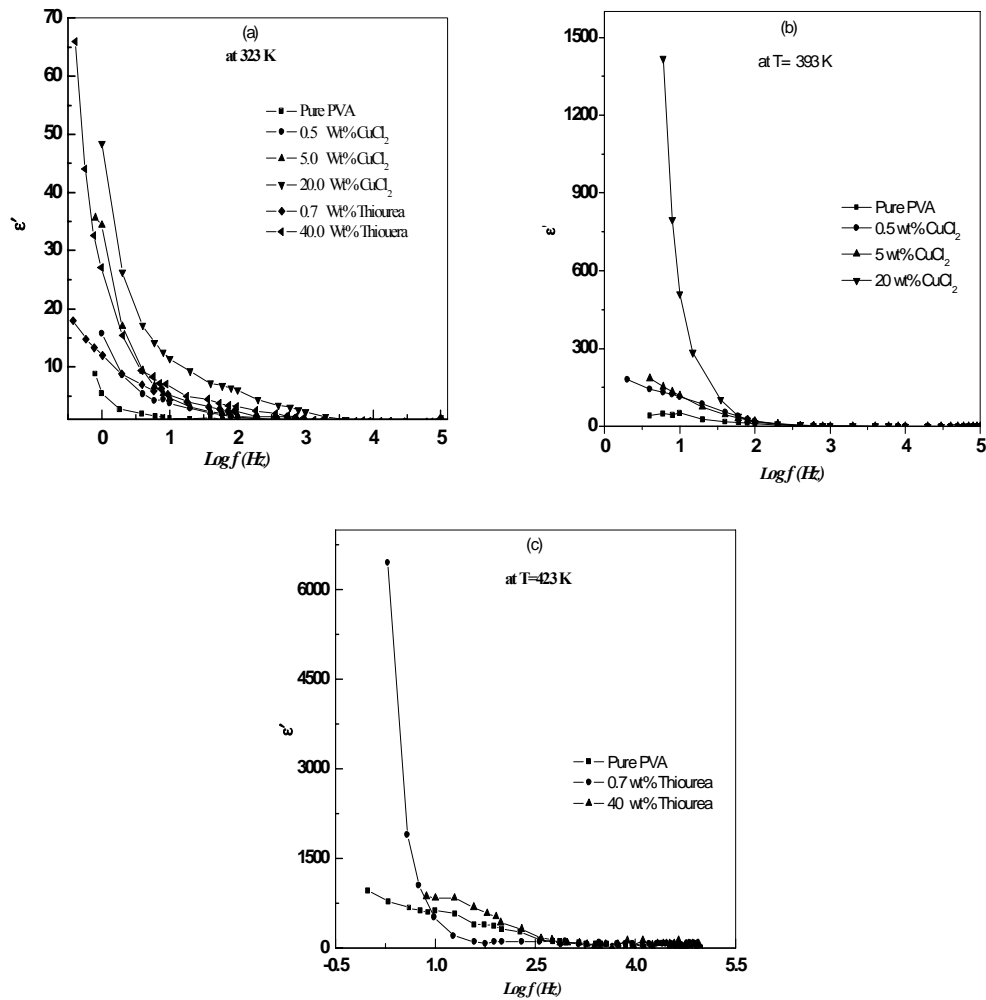 (a)
at 323 K
Pure PVA
0.5 Wt% CuCl₂
5.0 Wt% CuCl₂
20.0 Wt% CuCl₂
0.7 Wt% Thiourea
40.0 Wt% Thiouera
70
60
50
40
30
20
10
ε′
0 1 2 3 4 5
Log f (Hz)
(b)
at T= 393 K
Pure PVA
0.5 wt% CuCl₂
5 wt% CuCl₂
20 wt% CuCl₂
1500
1200
900
600
300
0
ε'
0 1 2 3 4 5
Log f (Hz)
(c)
at T=423 K
Pure PVA
0.7 wt% Thiourea
40 wt% Thiourea
6000
4500
3000
1500
0
ε′
-0.5 1.0 2.5 4.0 5.5
Log f (Hz)